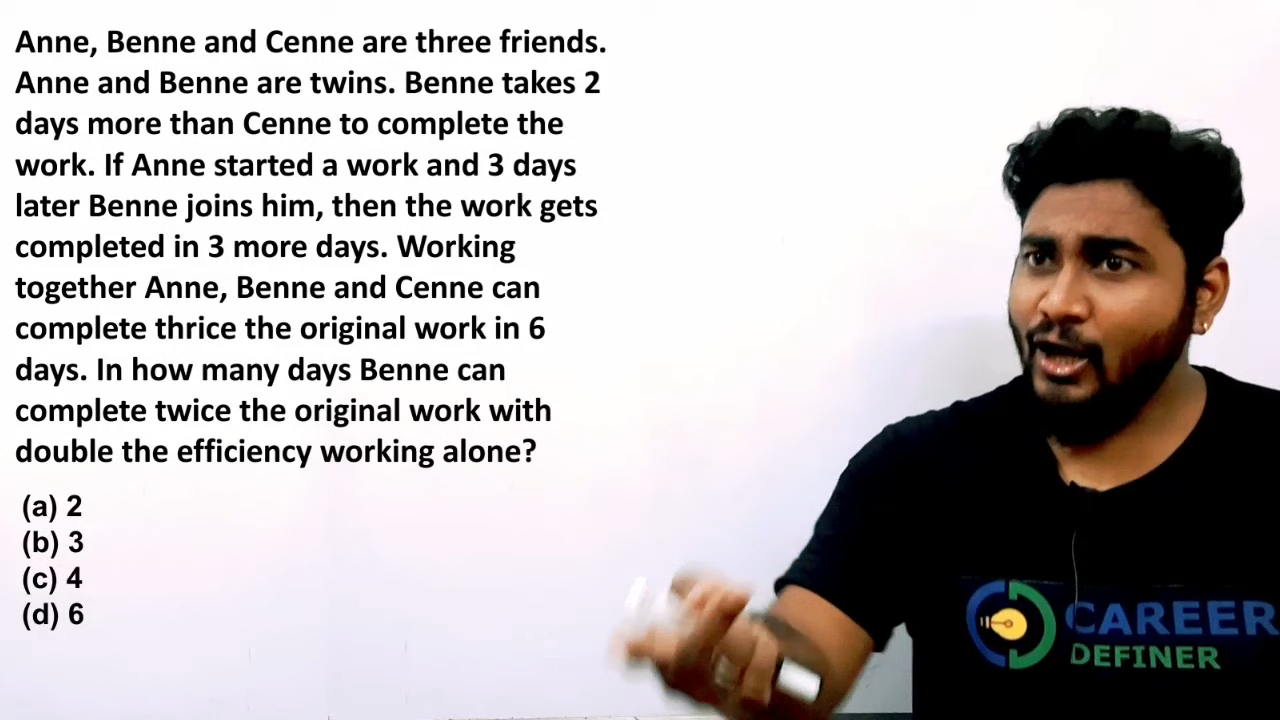 Anne, Benne and Cenne are three friends.
Anne and Benne are twins. Benne takes 2
days more than Cenne to complete the
work. If Anne started a work and 3 days
later Benne joins him, then the work gets
completed in 3 more days. Working
together Anne, Benne and Cenne can
complete thrice the original work in 6
days. In how many days Benne can
complete twice the original work with
double the efficiency working alone?
(a) 2
(b) 3
(c) 4
(d) 6
CAREER
DEFINER